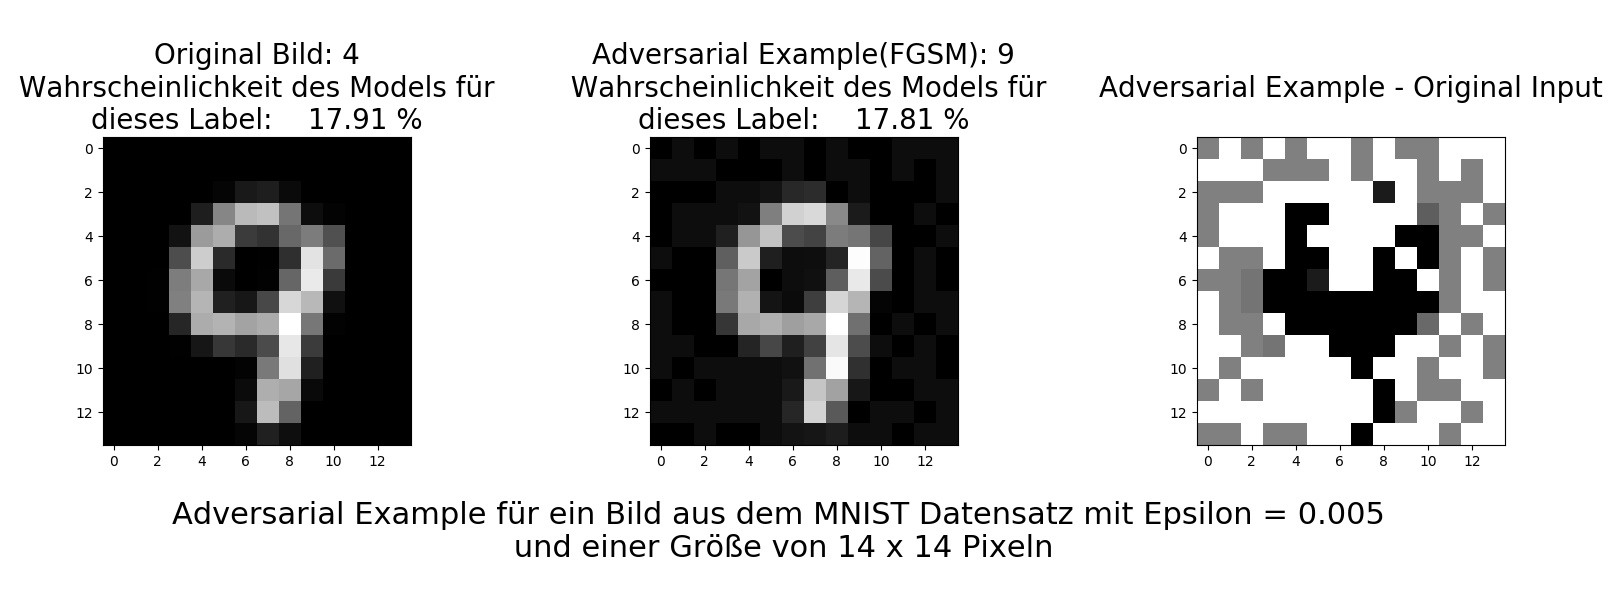 Original Bild: 4
Wahrscheinlichkeit des Models für
dieses Label: 17.91 %
Adversarial Example(FGSM): 9
Wahrscheinlichkeit des Models für
dieses Label: 17.81 %
Adversarial Example - Original Input
0
2
4
6
8
10
12
0 2 4 6 8 10 12
0
2
4
6
8
10
12
0 2 4 6 8 10 12
0
2
4
6
8
10
12
0 2 4 6 8 10 12
Adversarial Example für ein Bild aus dem MNIST Datensatz mit Epsilon = 0.005
und einer Größe von 14 x 14 Pixeln